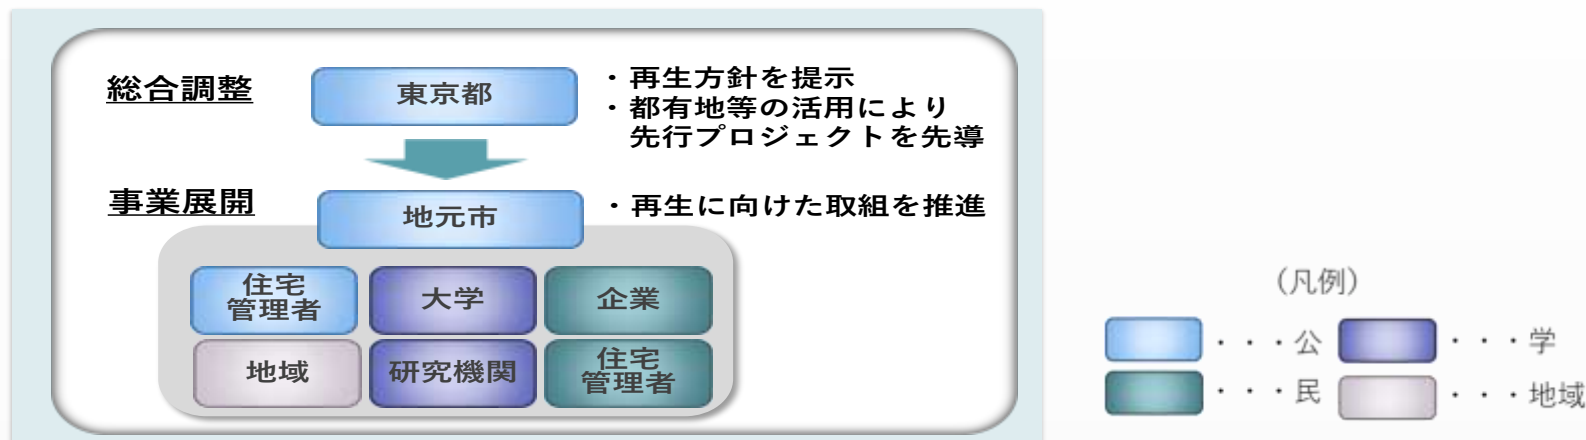 総合調整
東京都
・再生方針を提示
・都有地等の活用により
先行プロジェクトを先導
事業展開
地元市
・再生に向けた取組を推進
住宅
管理者
大学
企業
地域
研究機関
住宅
管理者
（凡例）
・・・公
・・・学
・・・民
・・・地域